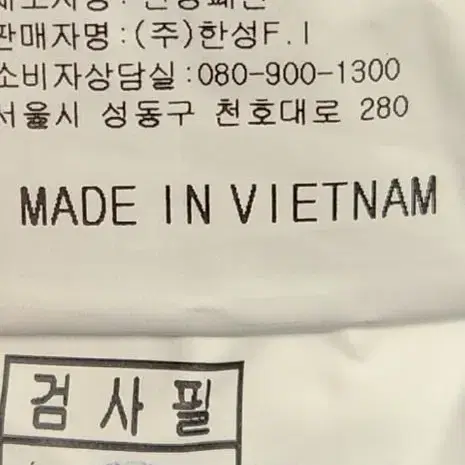 판매자명:(주)한성F.I
소비자상담실:080-900-1300
서울시 성동구 천호대로 280
MADE IN VIETNAM
검사필